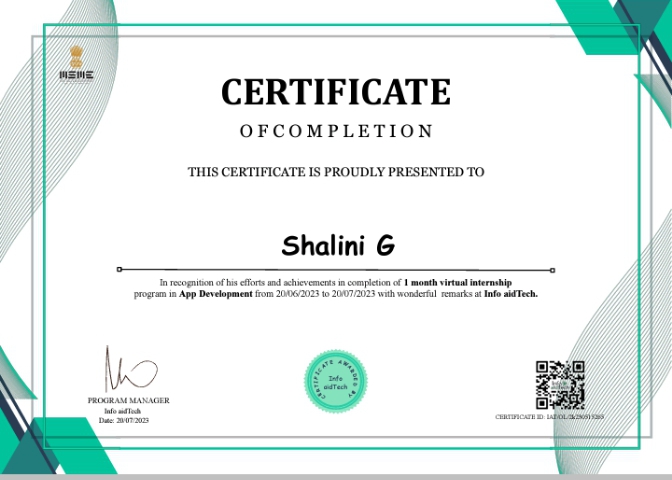 MSME
CERTIFICATE
OFCOMPLETION
THIS CERTIFICATE IS PROUDLY PRESENTED TO
Shalini G
In recognition of his efforts and achievements in completion of 1 month virtual internship
program in App Development from 20/06/2023 to 20/07/2023 with wonderful remarks at Info aidTech.
CERTIFICATE AWARDED BY
Info
aidTech
PROGRAM MANAGER
Info aidTech
Date: 20/07/2023
CERTIFICATE ID: